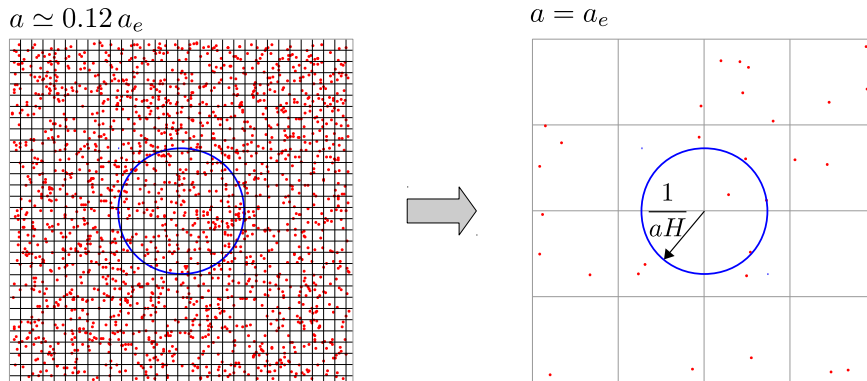 a ≃ 0.12 a_e
a = a_e
1
aH